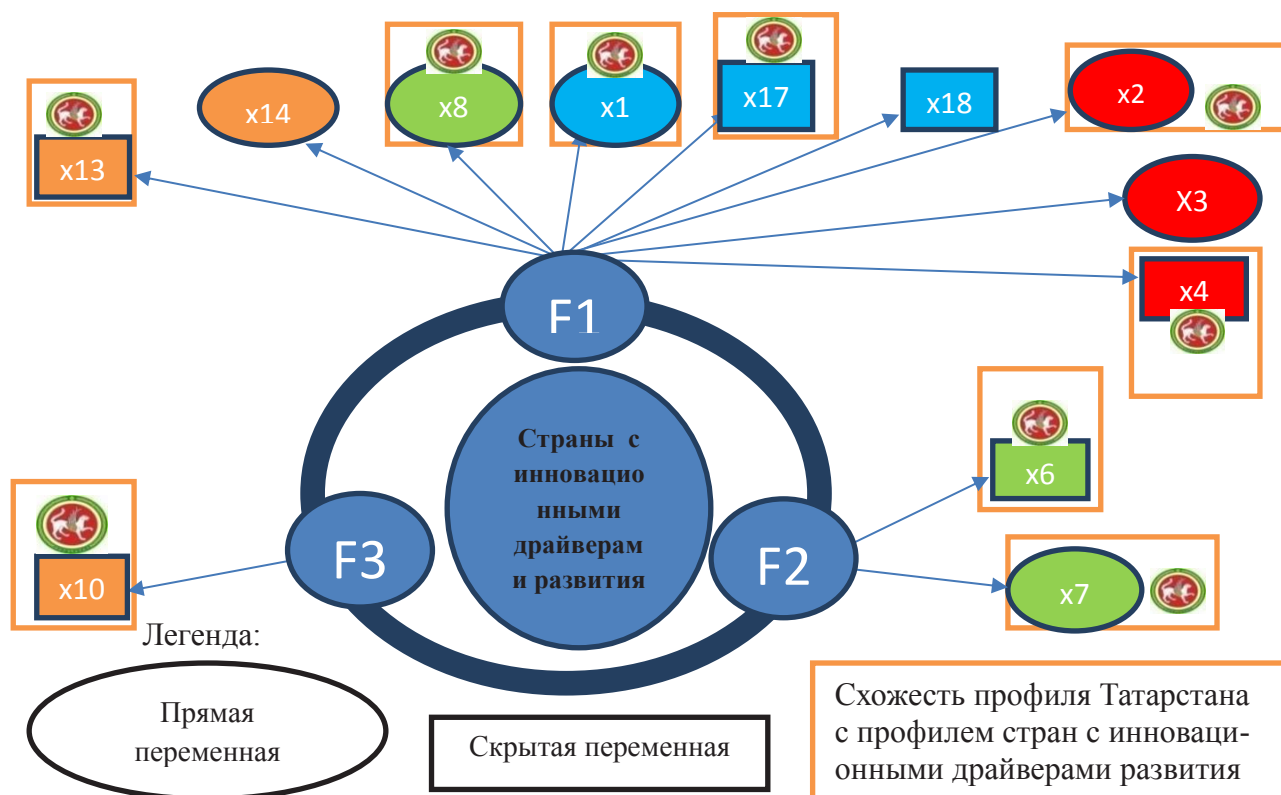 x14
x8
x1
x17
x18
x2
x13
X3
x4
F1
Страны с
инновацио
нными
драйверам
и развития
x6
F3
F2
x10
x7
Легенда:
Прямая
переменная
Скрытая переменная
Схожесть профиля Татарстана
с профилем стран с инноваци-
онными драйверами развития